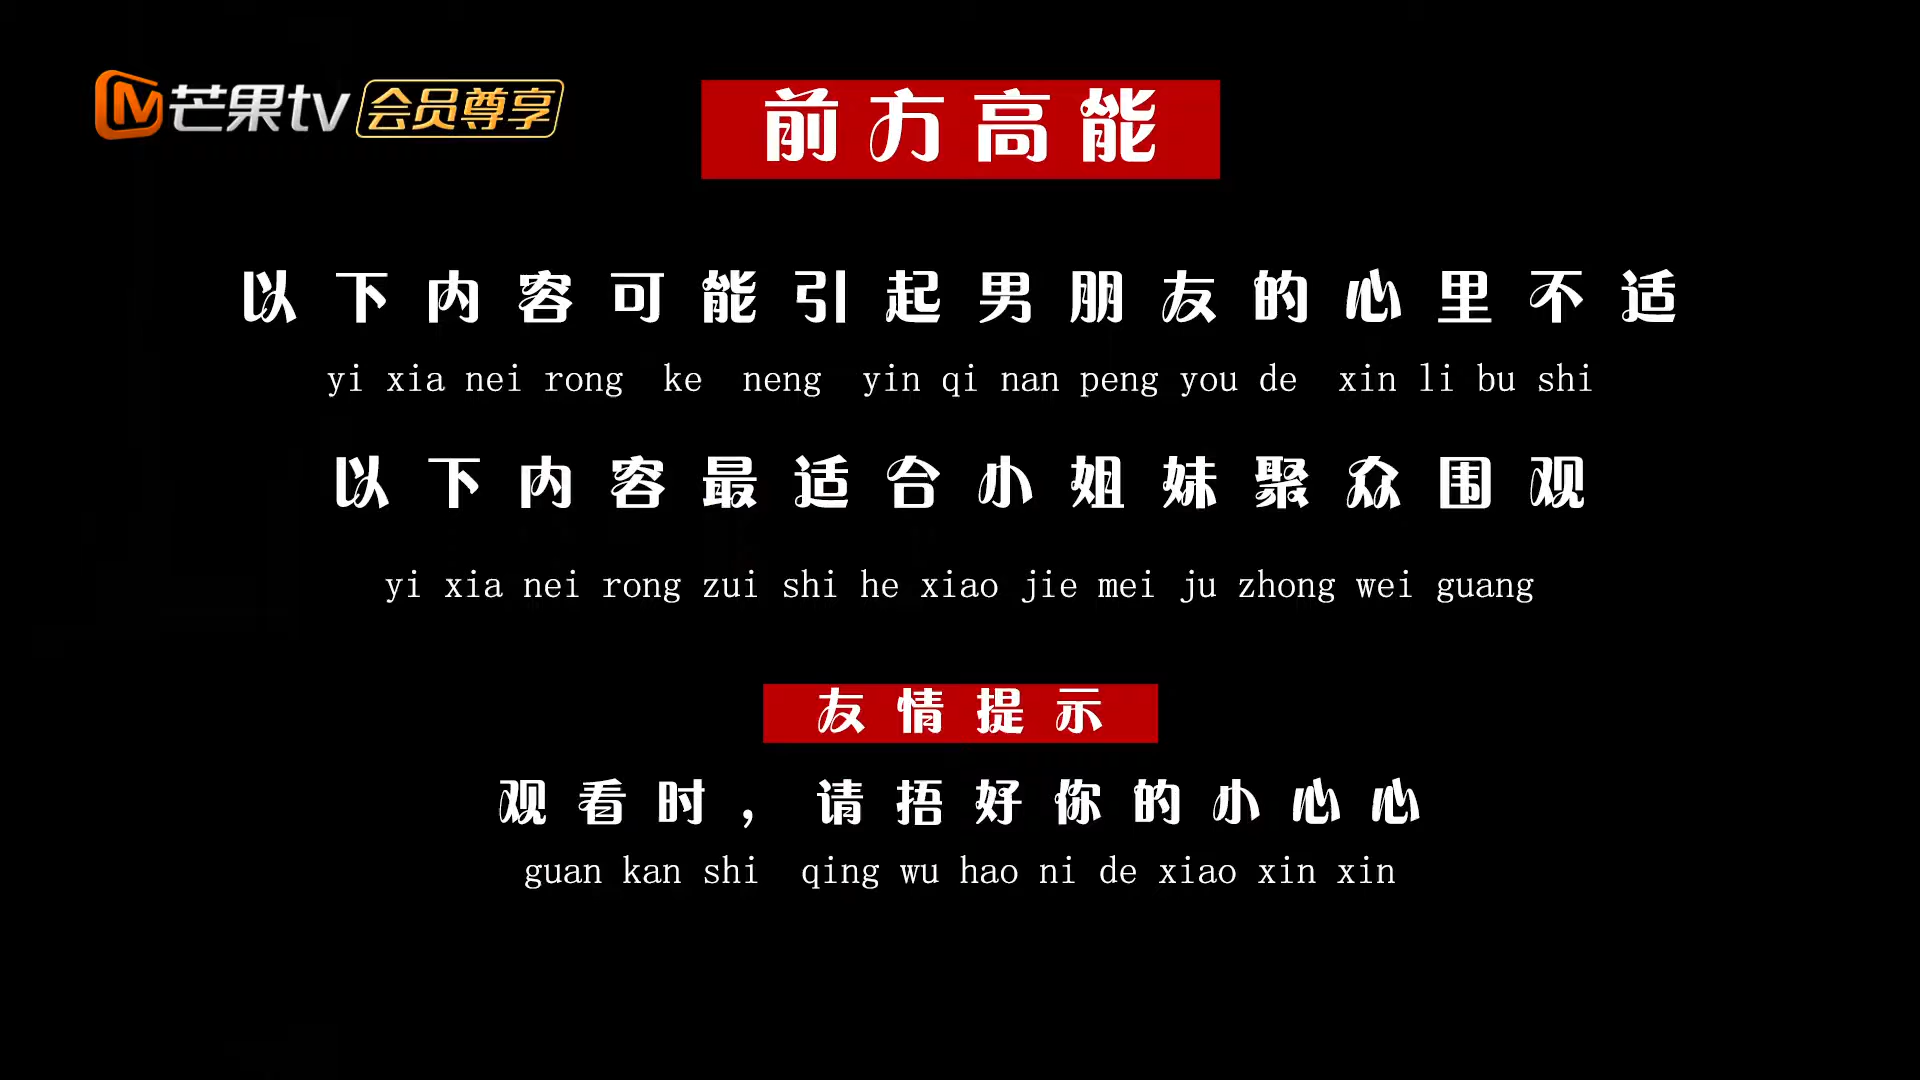 芒果tv 会员尊享
前方高能
以下内容可能引起男朋友的心里不适
yi xia nei rong ke neng yin qi nan peng you de xin li bu shi
以下内容最适合小姐妹聚众围观
yi xia nei rong zui shi he xiao jie mei ju zhong wei guang
友情提示
观看时，请捂好你的小心心
guan kan shi qing wu hao ni de xiao xin xin